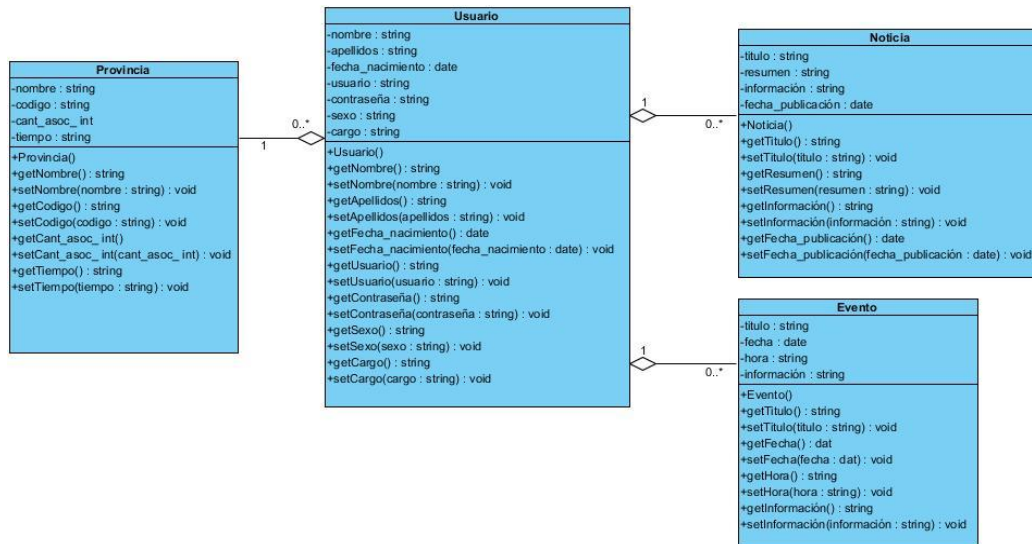 Provincia
-nombre : string
-codigo : string
-cant_asoc_ int
-tiempo : string
+Provincia()
+getNombre() : string
+setNombre(nombre : string) : void
+getCodigo() : string
+setCodigo(codigo : string) : void
+getCant_asoc_ int()
+setCant_asoc_ int(cant_asoc_ int) : void
+getTiempo() : string
+setTiempo(tiempo : string) : void
1
0..*
Usuario
-nombre : string
-apellidos : string
-fecha_nacimiento : date
-usuario : string
-contraseña : string
-sexo : string
-cargo : string
+Usuario()
+getNombre() : string
+setNombre(nombre : string) : void
+getApellidos() : string
+setApellidos(apellidos : string) : void
+getFecha_nacimiento() : date
+setFecha_nacimiento(fecha_nacimiento : date) : void
+getUsuario() : string
+setUsuario(usuario : string) : void
+getContraseña() : string
+setContraseña(contraseña : string) : void
+getSexo() : string
+setSexo(sexo : string) : void
+getCargo() : string
+setCargo(cargo : string) : void
1
0..*
Noticia
-titulo : string
-resumen : string
-información : string
-fecha_publicación : date
+Noticia()
+getTitulo() : string
+setTitulo(titulo : string) : void
+getResumen() : string
+setResumen(resumen : string) : void
+getInformación() : string
+setInformación(información : string) : void
+getFecha_publicación() : date
+setFecha_publicación(fecha_publicación : date) : void
1
0..*
Evento
-titulo : string
-fecha : date
-hora : string
-información : string
+Evento()
+getTitulo() : string
+setTitulo(titulo : string) : void
+getFecha() : dat
+setFecha(fecha : dat) : void
+getHora() : string
+setHora(hora : string) : void
+getInformación() : string
+setInformación(información : string) : void